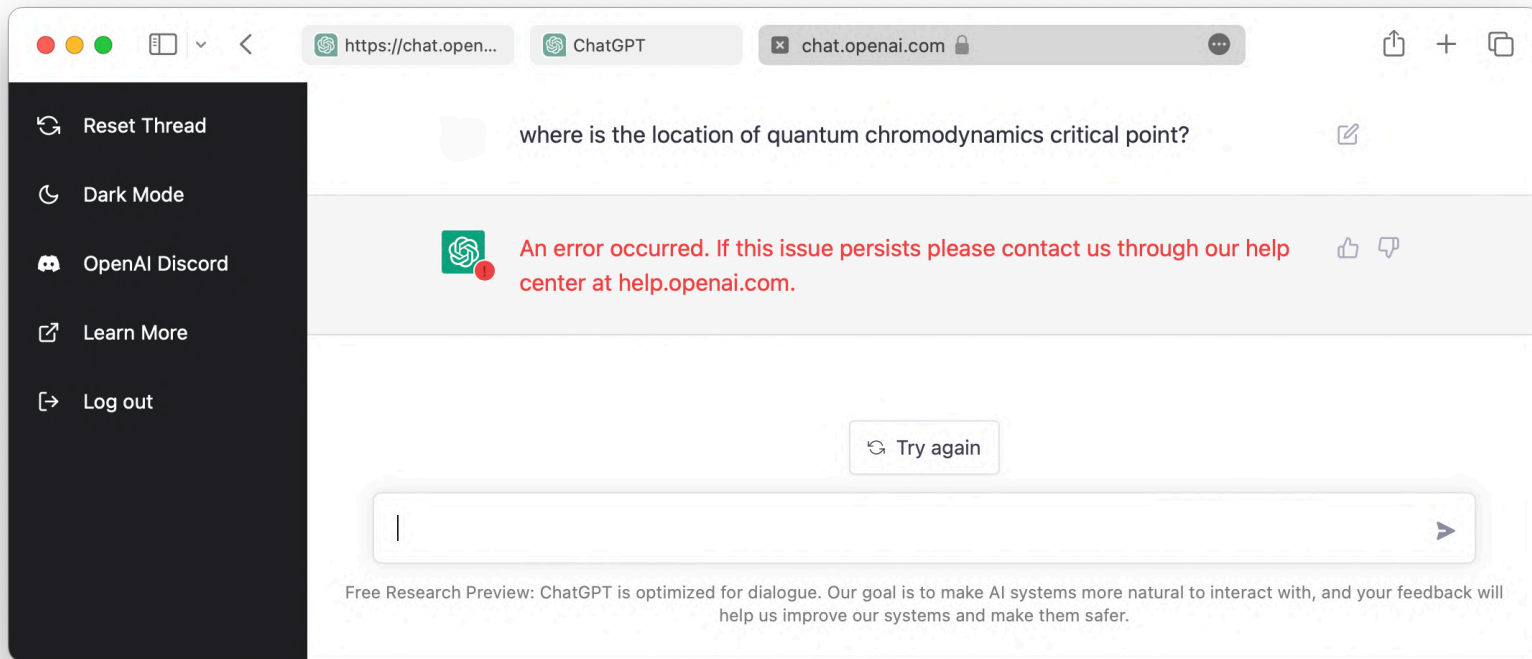 https://chat.open...
ChatGPT
chat.openai.com
Reset Thread
Dark Mode
OpenAI Discord
Learn More
Log out
where is the location of quantum chromodynamics critical point?
An error occurred. If this issue persists please contact us through our help
center at help.openai.com.
Try again
Free Research Preview: ChatGPT is optimized for dialogue. Our goal is to make AI systems more natural to interact with, and your feedback will
help us improve our systems and make them safer.